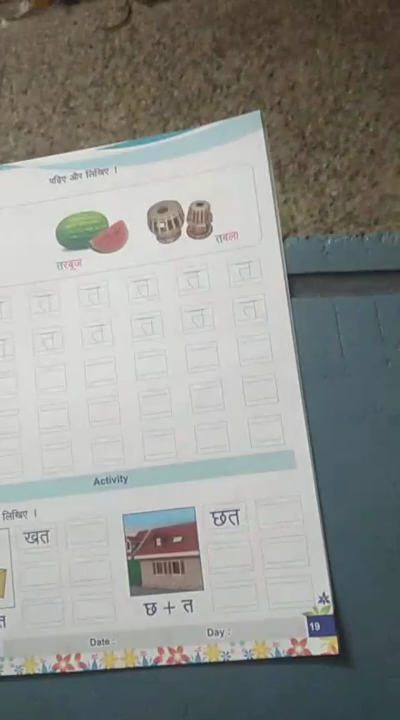 पढ़िए और लिखिए ।
तरबूज
तबला
त त त त त
त त त त त
Activity
लिखिए ।
खत
छत
छ + त
Date :
Day :
19